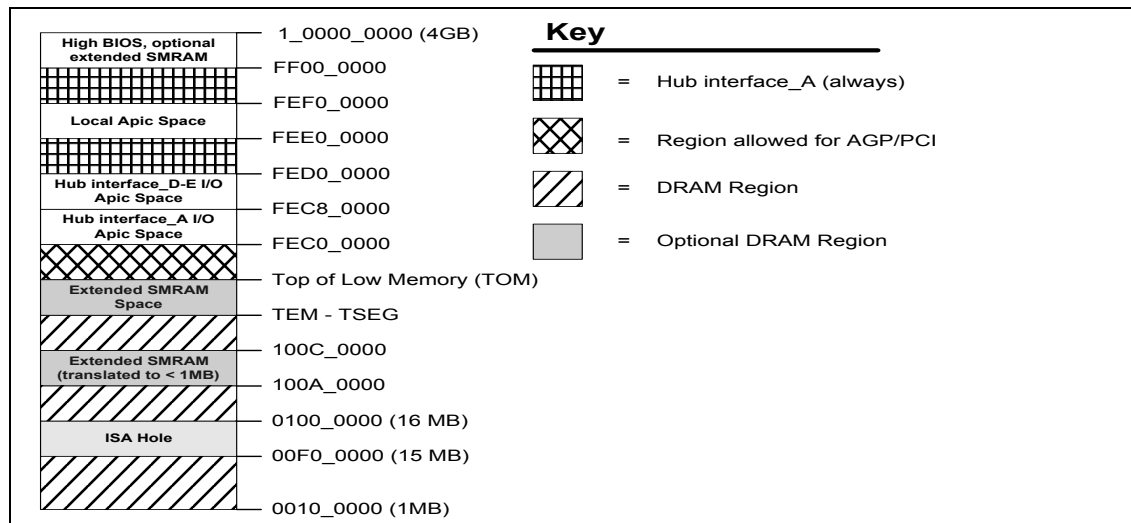 High BIOS, optional
extended SMRAM
Local Apic Space
Hub interface_D-E I/O
Apic Space
Hub interface_A I/O
Apic Space
Extended SMRAM
Space
Extended SMRAM
(translated to < 1MB)
ISA Hole
1_0000_0000 (4GB)
FF00_0000
FEF0_0000
FEE0_0000
FED0_0000
FEC8_0000
FEC0_0000
Top of Low Memory (TOM)
TEM - TSEG
100C_0000
100A_0000
0100_0000 (16 MB)
00F0_0000 (15 MB)
0010_0000 (1MB)
Key
= Hub interface_A (always)
= Region allowed for AGP/PCI
= DRAM Region
= Optional DRAM Region